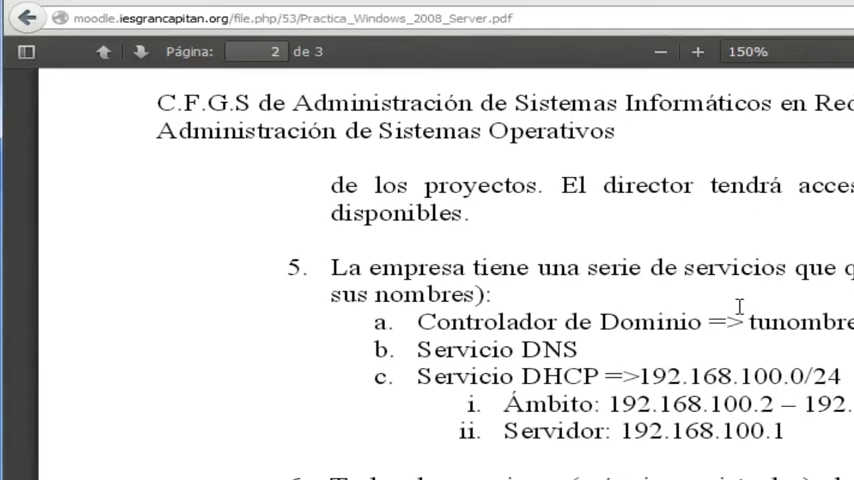 moodle.iesgrancapitan.org/file.php/53/Practica_Windows_2008_Server.pdf
Página: 2 de 3 150%
C.F.G.S de Administración de Sistemas Informáticos en Red
Administración de Sistemas Operativos
de los proyectos. El director tendrá acces
disponibles.
5. La empresa tiene una serie de servicios que q
sus nombres):
a. Controlador de Dominio => tunombre
b. Servicio DNS
c. Servicio DHCP =>192.168.100.0/24
i. Ámbito: 192.168.100.2 – 192.
ii. Servidor: 192.168.100.1